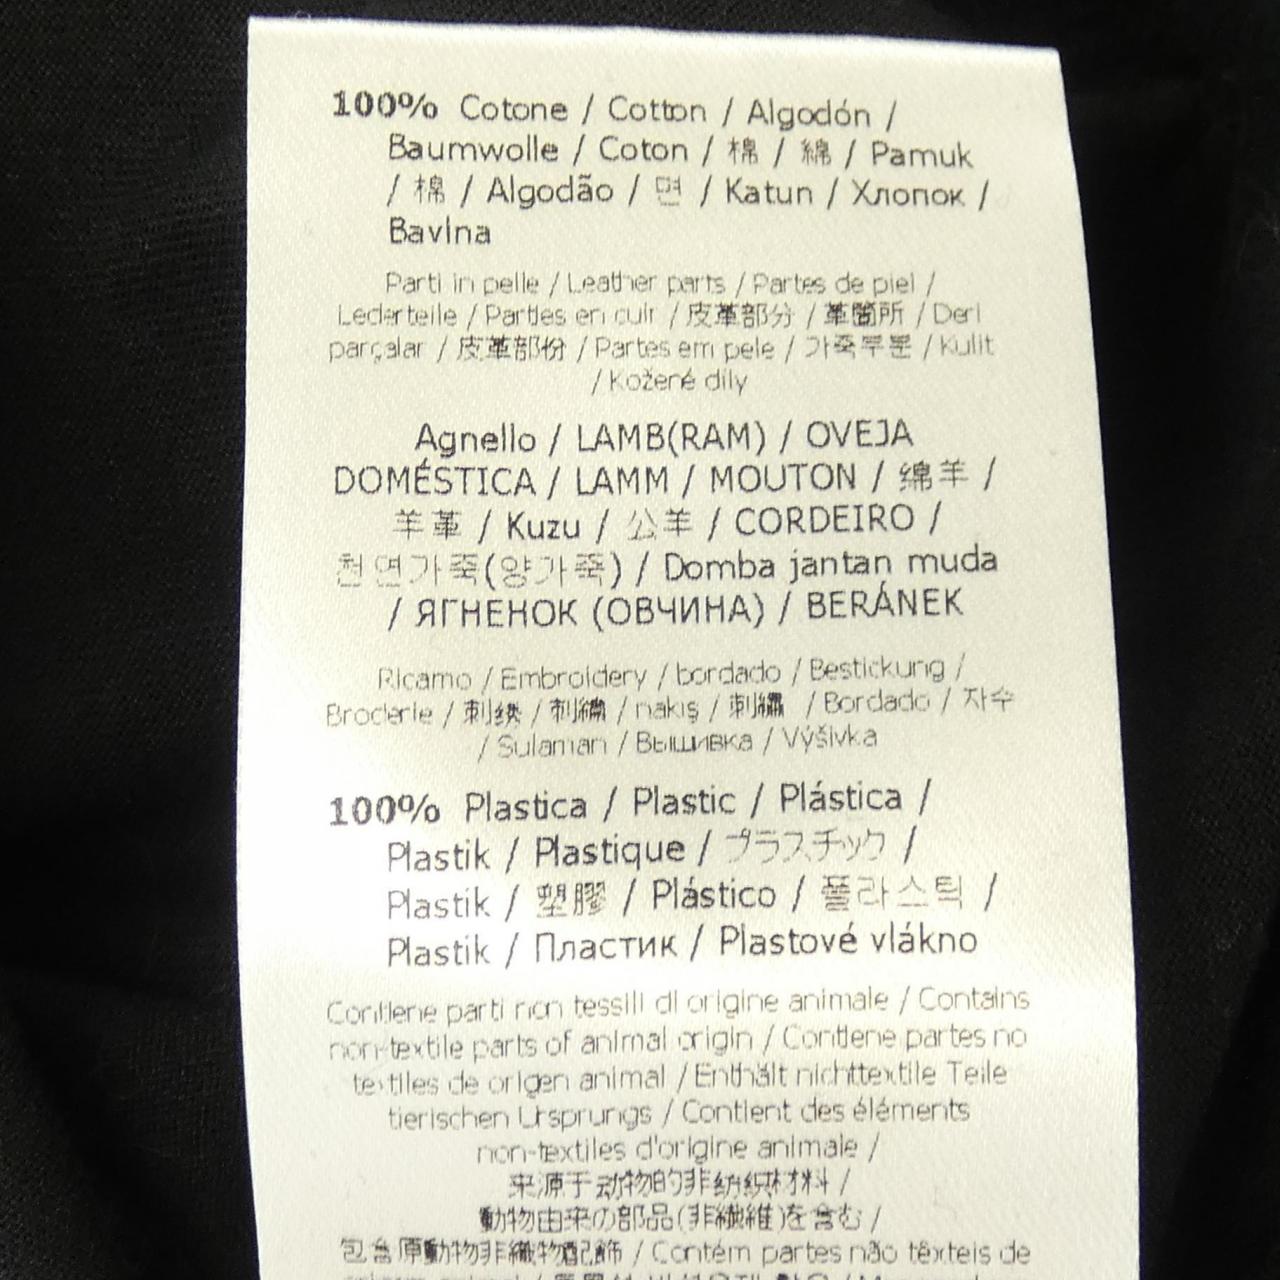 100% Cotone / Cotton / Algodón /
Baumwolle / Coton / 棉 / 綿 / Pamuk
/ 棉 / Algodão / 면 / Katun / Хлопок /
Bavlna
Parti in pelle / Leather parts / Partes de piel /
Lederteile / Parties en cuir / 皮革部分 / 革箇所 / Deri
parçalar / 皮革部份 / Partes em pele / 가죽부분 / Kulit
/ Kožené díly
Agnello / LAMB(RAM) / OVEJA
DOMÉSTICA / LAMM / MOUTON / 绵羊 /
羊革 / Kuzu / 公羊 / CORDEIRO /
천연가죽(양가죽) / Domba jantan muda
/ ЯГНЕНОК (ОВЧИНА) / BERÁNEK
Ricamo / Embroidery / bordado / Bestickung /
Broderie / 刺绣 / 刺繍 / nakış / 刺繡 / Bordado / 자수
/ Sulaman / Вышивка / Výšivka
100% Plastica / Plastic / Plástica /
Plastik / Plastique / プラスチック /
Plastik / 塑膠 / Plástico / 플라스틱 /
Plastik / Пластик / Plastové vlákno
Contiene parti non tessili di origine animale / Contains
non-textile parts of animal origin / Contiene partes no
textiles de origen animal / Enthält nichttextile Teile
tierischen Ursprungs / Contient des éléments
non-textiles d'origine animale /
来源于动物的非纺织材料 /
動物由来の部品(非繊維)を含む /
包含原動物非織物配飾 / Contém partes não têxteis de